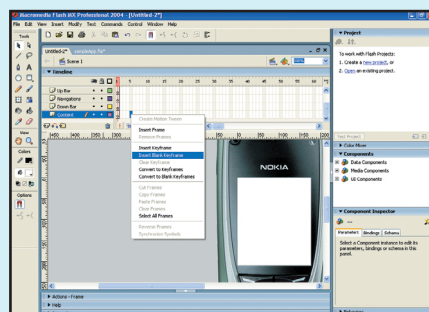 Macromedia Flash MX Professional 2004 - [Untitled-2*]
File Edit View Insert Modify Text Commands Control Window Help
Tools
View
Colors
Options
Untitled-2*
Scene 1
Timeline
Up Bar
Navigations
Down Bar
Content
Create Motion Tween
Insert Frame
Remove Frames
Insert Keyframe
Insert Blank Keyframe
Clear Keyframe
Convert to Keyframes
Convert to Blank Keyframes
Cut Frames
Copy Frames
Paste Frames
Clear Frames
Select All Frames
Reverse Frames
Synchronize Symbols
NOKIA
Actions - Frame
Help
Project
To work with Flash Projects:
1. Create a new project, or
2. Open an existing project.
Test Project
Color Mixer
Components
Data Components
Media Components
UI Components
Component Inspector
Parameters Bindings Schema
Select a Component instance to edit its
parameters, bindings or schema in this
panel.
Behaviors